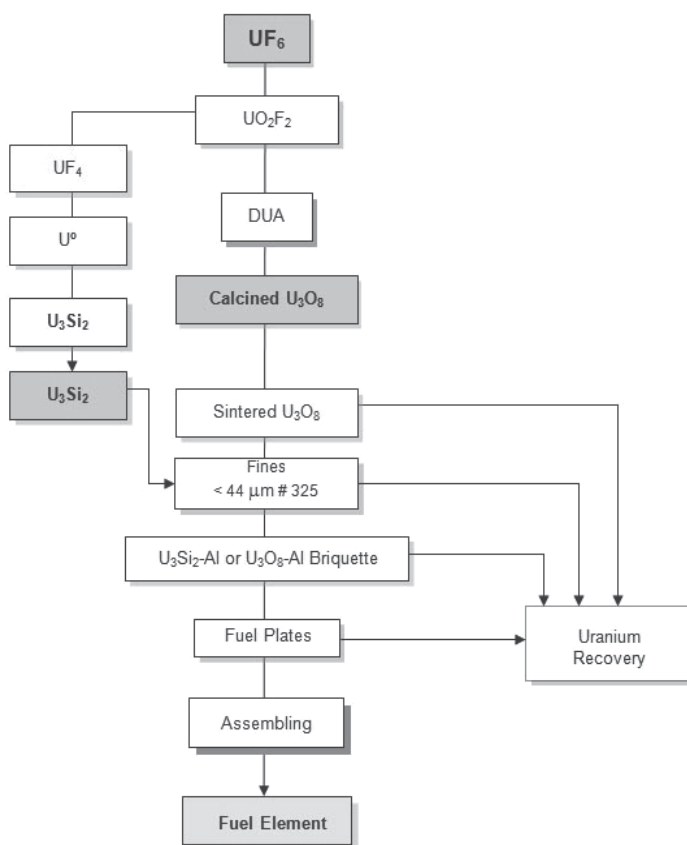 UF₆
UO₂F₂
UF₄
DUA
Uº
Calcined U₃O₈
U₃Si₂
U₃Si₂
Sintered U₃O₈
Fines
< 44 µm # 325
U₃Si₂-Al or U₃O₈-Al Briquette
Fuel Plates
Uranium
Recovery
Assembling
Fuel Element